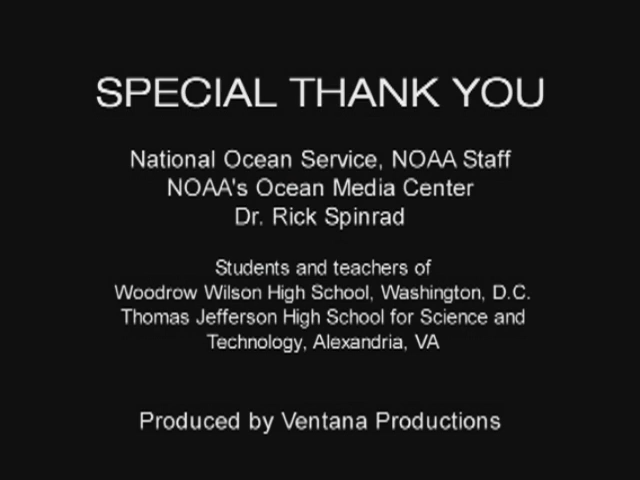 SPECIAL THANK YOU
National Ocean Service, NOAA Staff
NOAA's Ocean Media Center
Dr. Rick Spinrad
Students and teachers of
Woodrow Wilson High School, Washington, D.C.
Thomas Jefferson High School for Science and
Technology, Alexandria, VA
Produced by Ventana Productions